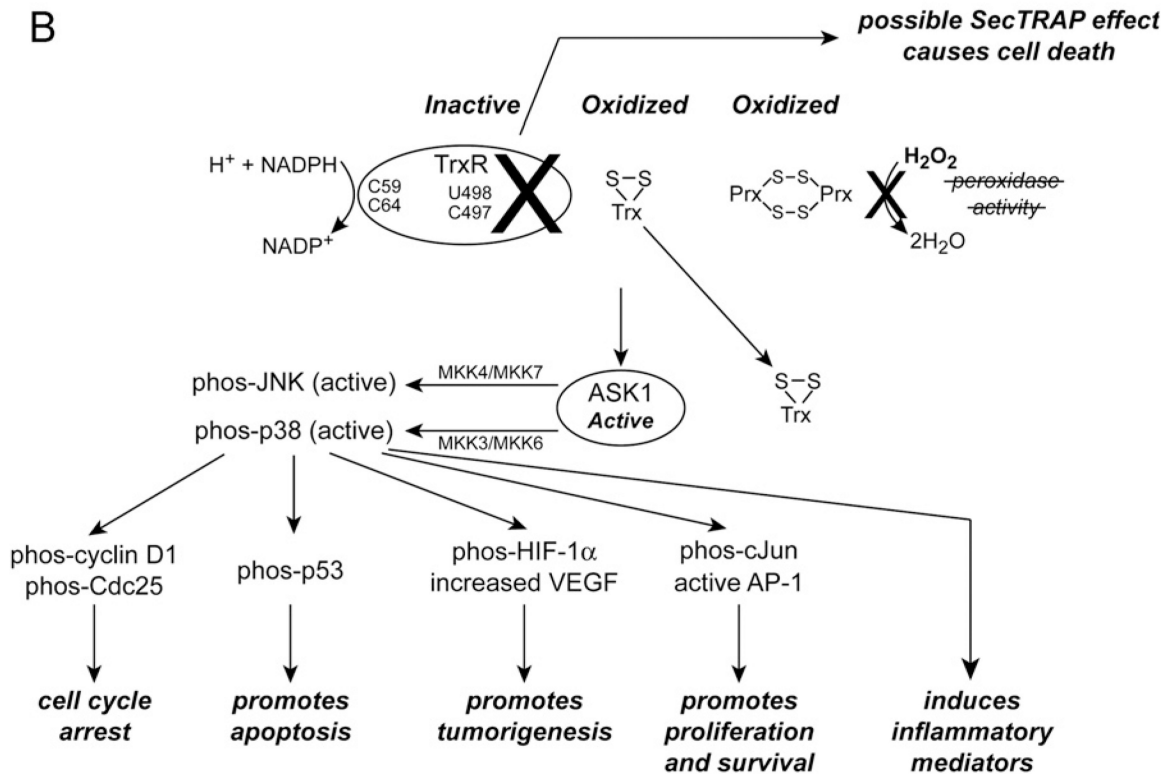 B
possible SecTRAP effect
causes cell death
Inactive
Oxidized
Oxidized
H⁺ + NADPH
NADP⁺
TrxR
C59
C64
U498
C497
X
S–S
Trx
S–S
Prx
Prx
S–S
X
H₂O₂
peroxidase
activity
2H₂O
phos-JNK (active)
MKK4/MKK7
ASK1
Active
phos-p38 (active)
MKK3/MKK6
S–S
Trx
phos-cyclin D1
phos-Cdc25
phos-p53
phos-HIF-1α
increased VEGF
phos-cJun
active AP-1
cell cycle
arrest
promotes
apoptosis
promotes
tumorigenesis
promotes
proliferation
and survival
induces
inflammatory
mediators